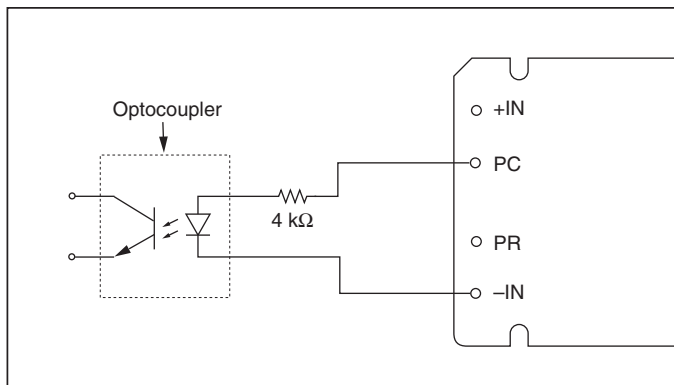 Optocoupler
+IN
PC
4 kΩ
PR
–IN